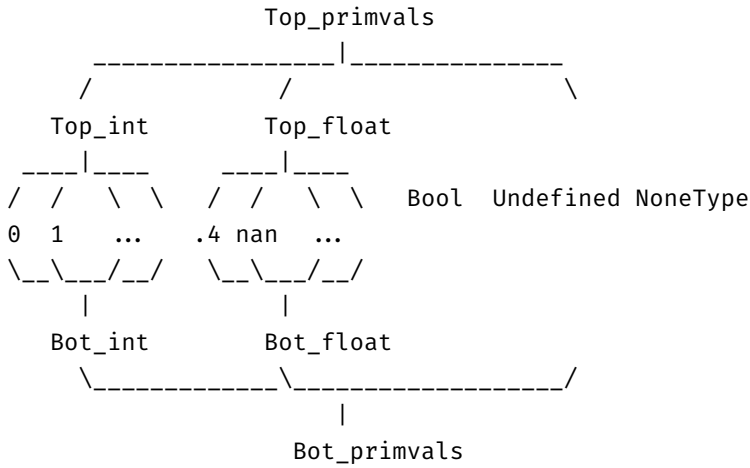 Top_primvals
Top_int Top_float
Bool Undefined NoneType
0 1 ... .4 nan ...
Bot_int Bot_float
Bot_primvals